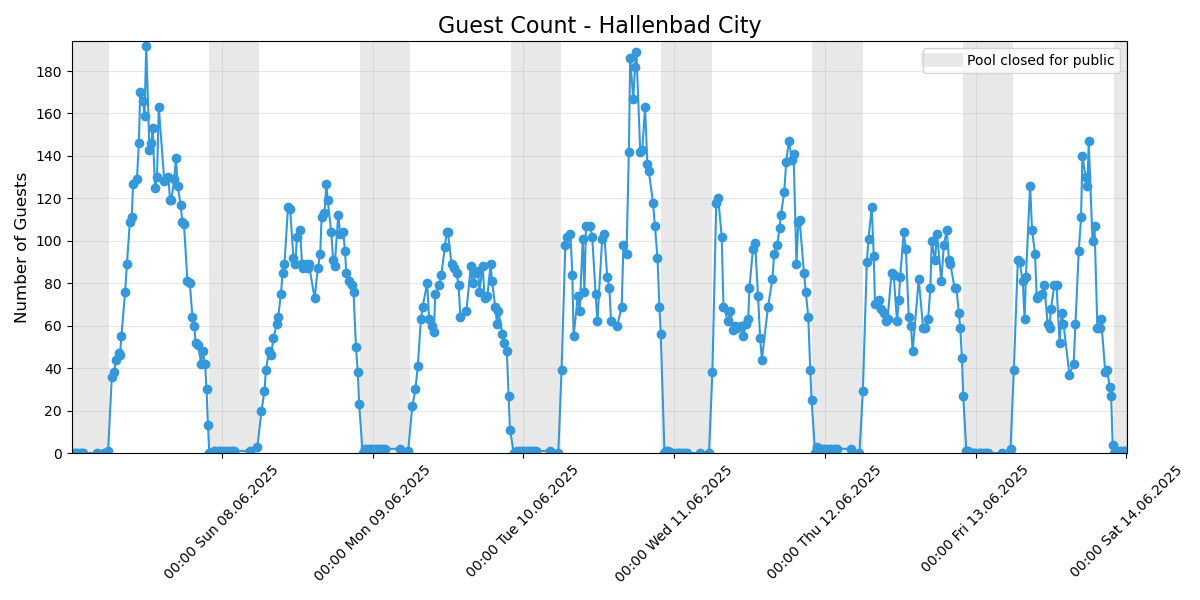 Guest Count - Hallenbad City
Pool closed for public
Number of Guests
180
160
140
120
100
80
60
40
20
0
00:00 Sun 08.06.2025
00:00 Mon 09.06.2025
00:00 Tue 10.06.2025
00:00 Wed 11.06.2025
00:00 Thu 12.06.2025
00:00 Fri 13.06.2025
00:00 Sat 14.06.2025